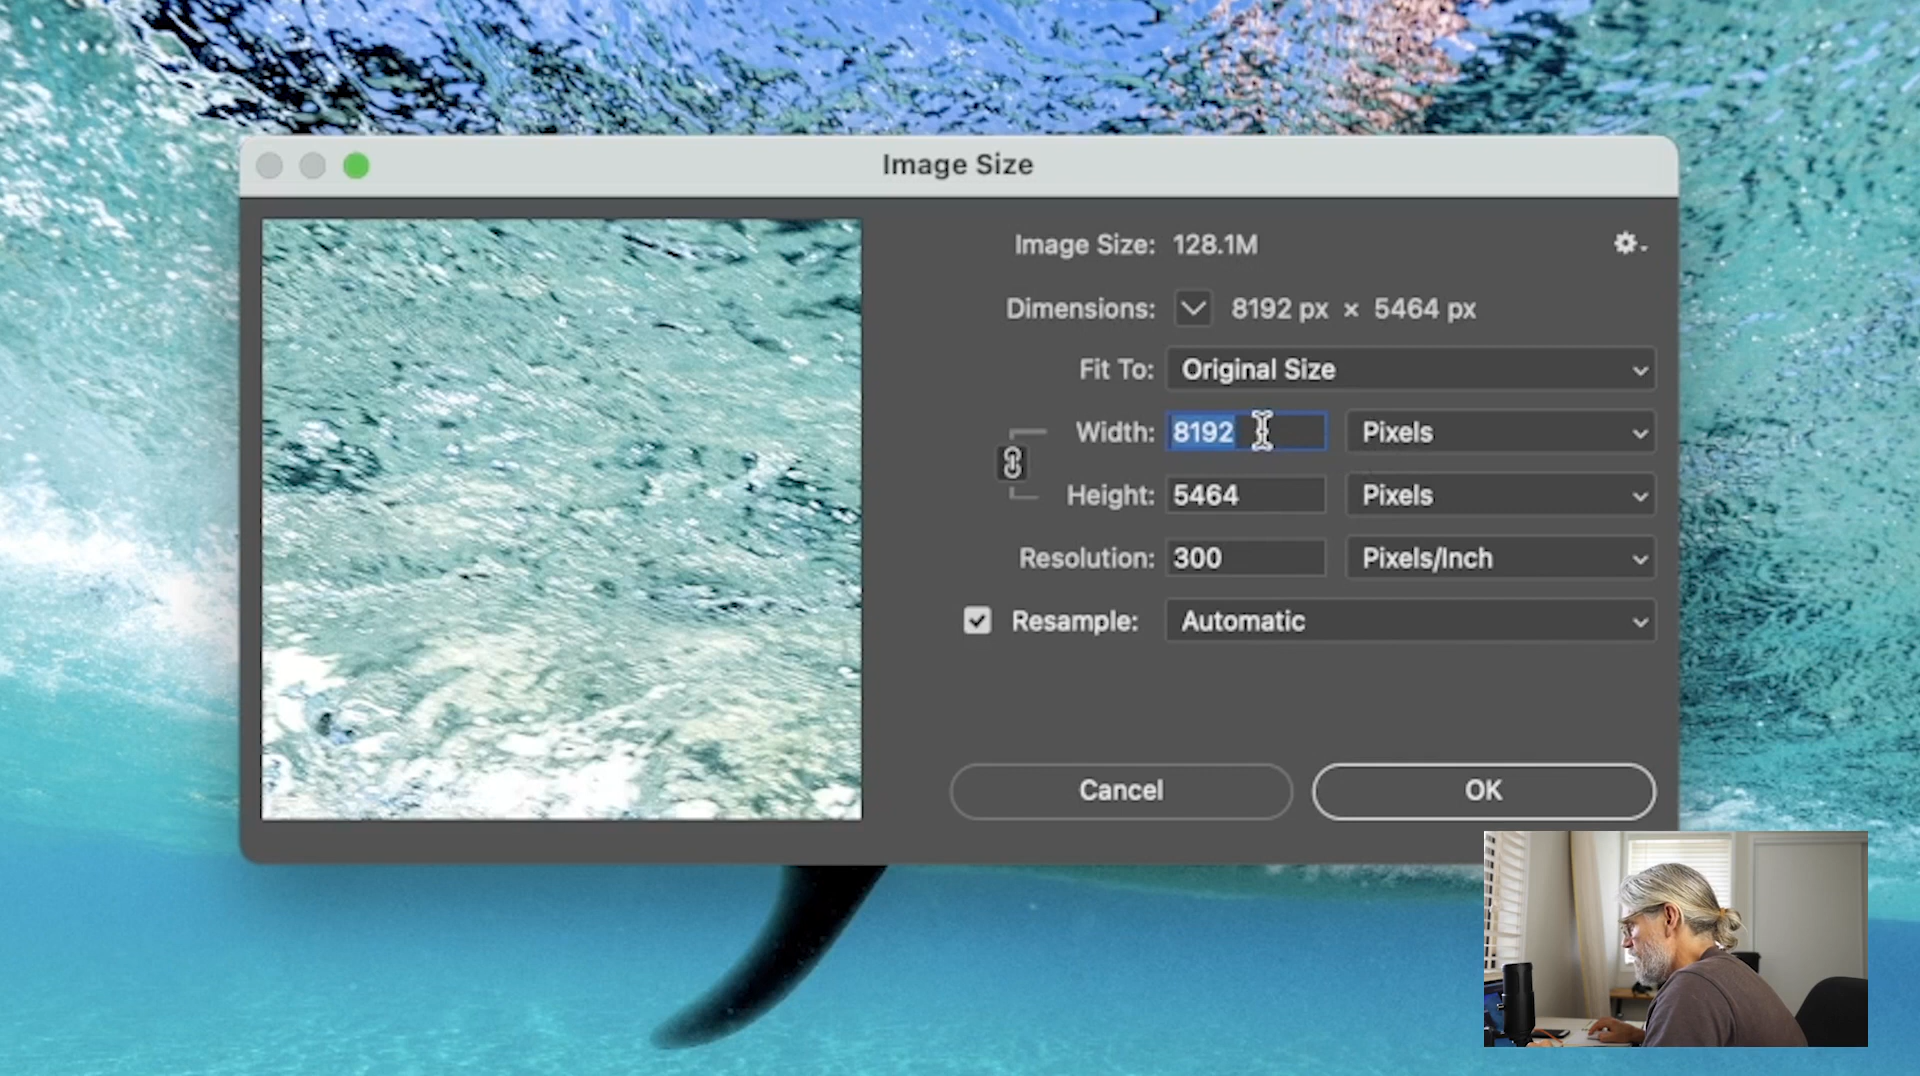 Image Size
Image Size: 128.1M
Dimensions: 8192 px × 5464 px
Fit To: Original Size
Width: 8192 Pixels
Height: 5464 Pixels
Resolution: 300 Pixels/Inch
Resample: Automatic
Cancel OK